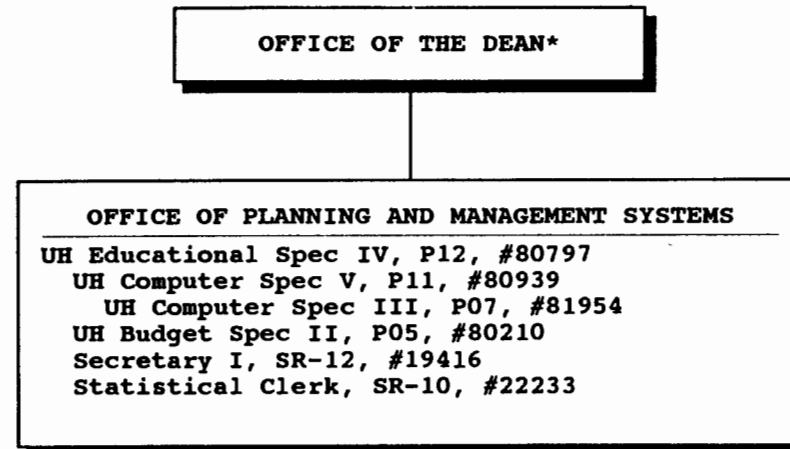 OFFICE OF THE DEAN*
OFFICE OF PLANNING AND MANAGEMENT SYSTEMS
UH Educational Spec IV, P12, #80797
UH Computer Spec V, P11, #80939
UH Computer Spec III, P07, #81954
UH Budget Spec II, P05, #80210
Secretary I, SR-12, #19416
Statistical Clerk, SR-10, #22233